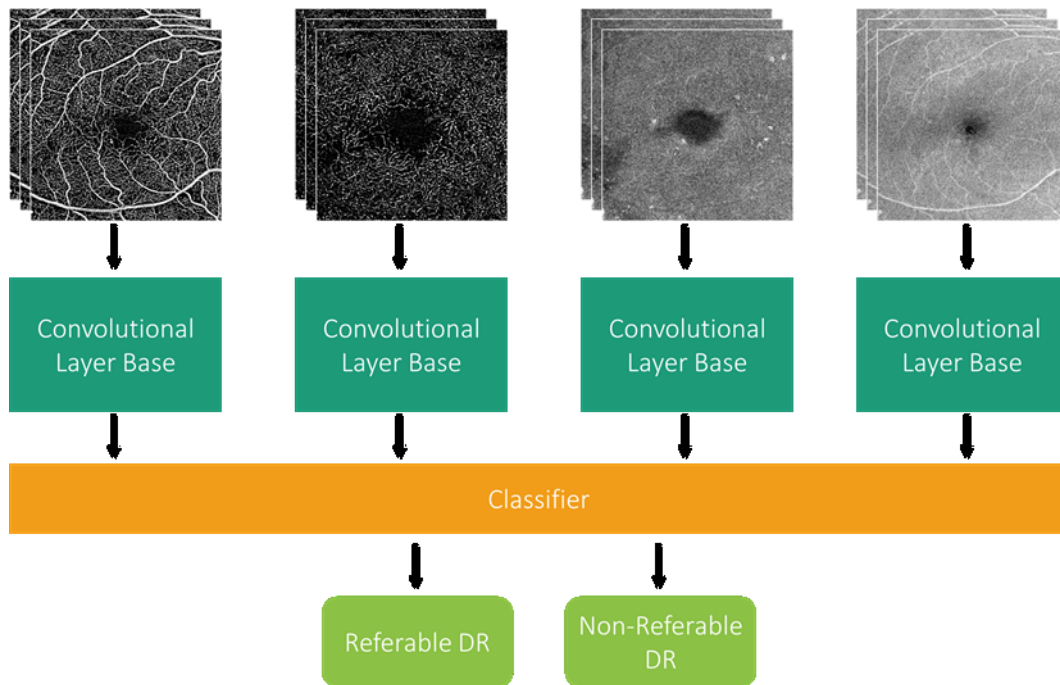 Convolutional
Layer Base
Convolutional
Layer Base
Convolutional
Layer Base
Convolutional
Layer Base
Classifier
Referable DR
Non-Referable
DR